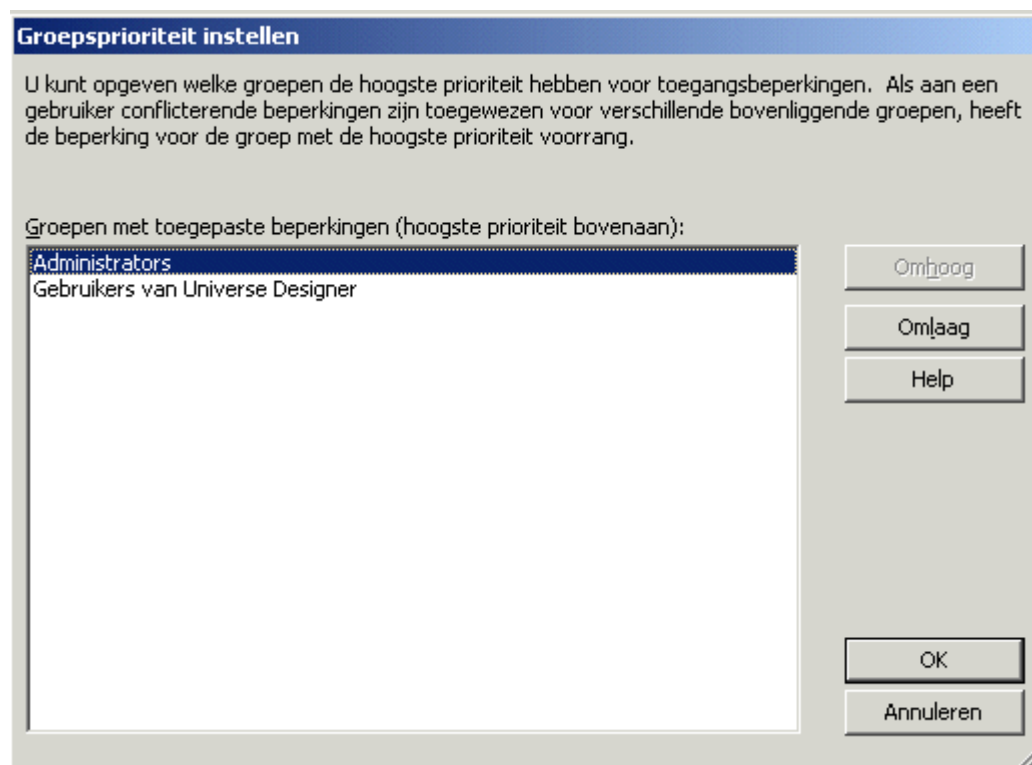 Groepsprioriteit instellen
U kunt opgeven welke groepen de hoogste prioriteit hebben voor toegangsbeperkingen.  Als aan een
gebruiker conflicterende beperkingen zijn toegewezen voor verschillende bovenliggende groepen, heeft
de beperking voor de groep met de hoogste prioriteit voorrang.
Groepen met toegepaste beperkingen (hoogste prioriteit bovenaan):
Administrators
Gebruikers van Universe Designer
Omhoog
Omlaag
Help
OK
Annuleren